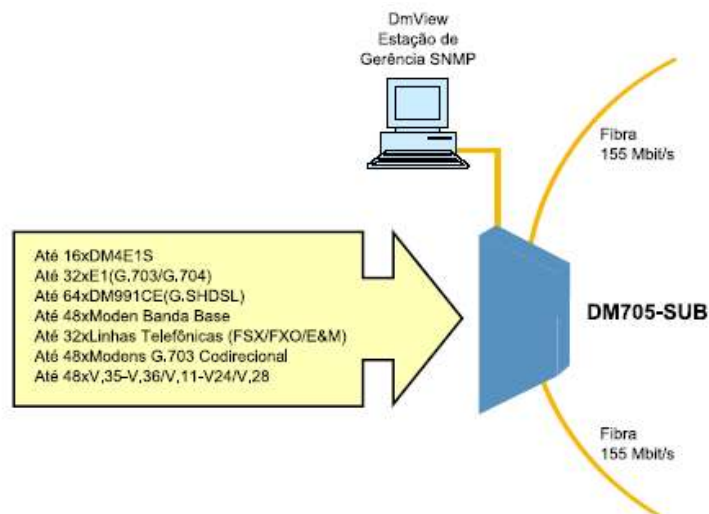 DmView
Estação de
Gerência SNMP
Fibra
155 Mbit/s
Até 16xDM4E1S
Até 32xE1(G.703/G.704)
Até 64xDM991CE(G.SHDSL)
Até 48xModen Banda Base
Até 32xLinhas Telefônicas (FSX/FXO/E&M)
Até 48xModens G.703 Codirecional
Até 48xV,35-V,36/V,11-V24/V,28
DM705-SUB
Fibra
155 Mbit/s